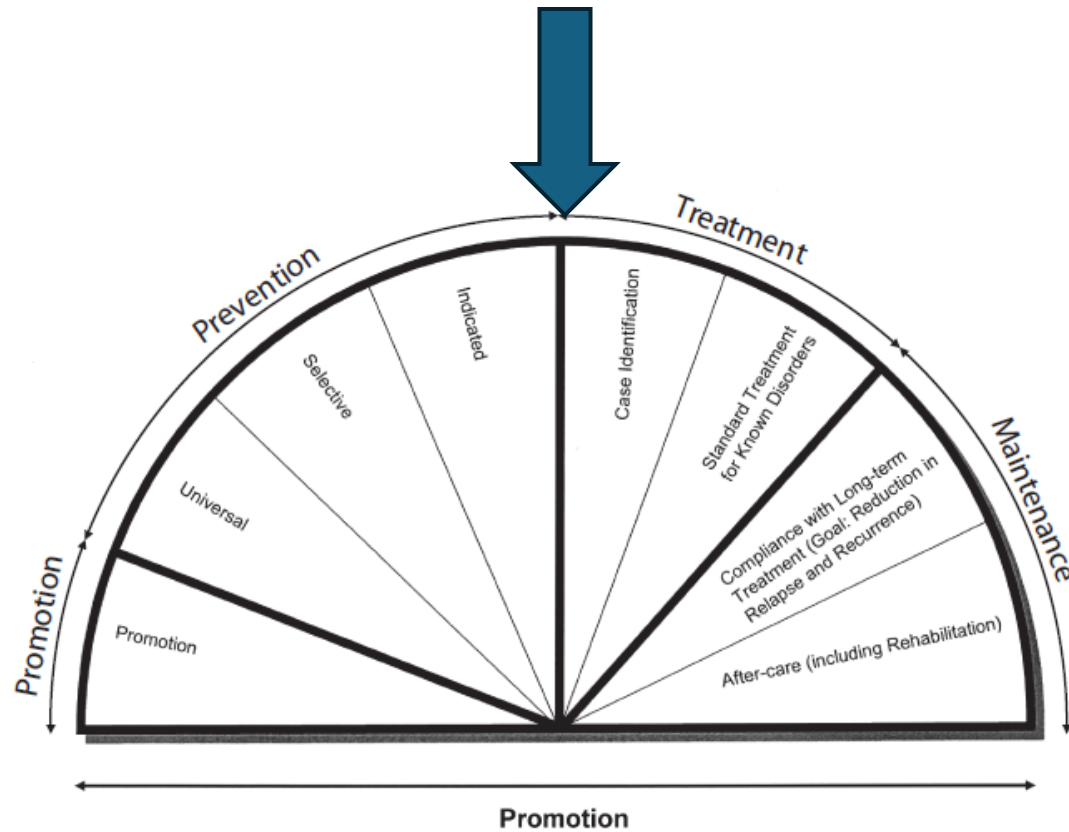 Promotion
Prevention
Treatment
Maintenance
Promotion
Universal
Selective
Indicated
Case Identification
Standard Treatment
for Known Disorders
Compliance with Long-term
Treatment (Goal: Reduction in
Relapse and Recurrence)
After-care (including Rehabilitation)
Promotion